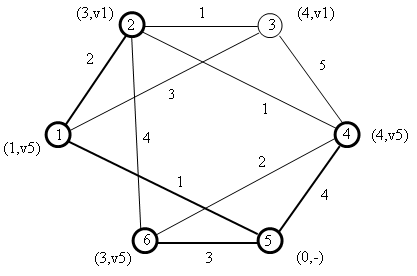 (3,v1) 1 (4,v1)
2 3
2 5
3 1
(1,v5) 1 4 (4,v5)
4 2
1 4
6 5
(3,v5) 3 (0,-)